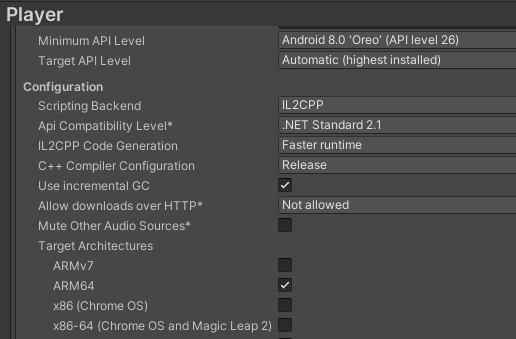 Player
Minimum API Level Android 8.0 'Oreo' (API level 26)
Target API Level Automatic (highest installed)
Configuration
Scripting Backend IL2CPP
Api Compatibility Level* .NET Standard 2.1
IL2CPP Code Generation Faster runtime
C++ Compiler Configuration Release
Use incremental GC
Allow downloads over HTTP* Not allowed
Mute Other Audio Sources*
Target Architectures
ARMv7
ARM64
x86 (Chrome OS)
x86-64 (Chrome OS and Magic Leap 2)